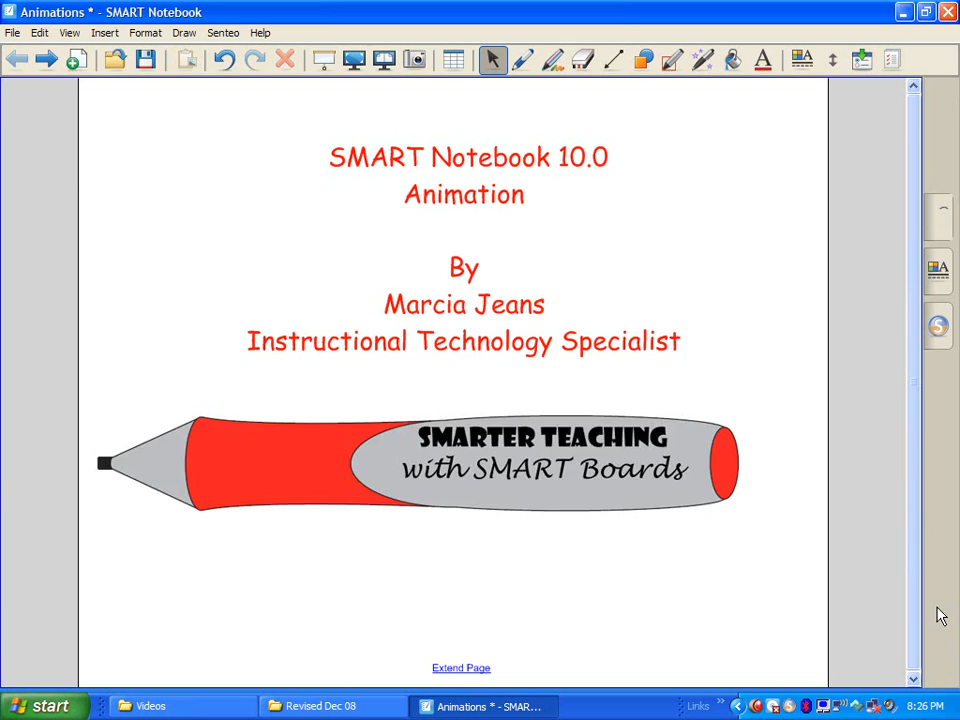 Animations * - SMART Notebook
File Edit View Insert Format Draw Senteo Help
SMART Notebook 10.0
Animation
By
Marcia Jeans
Instructional Technology Specialist
SMARTER TEACHING
with SMART Boards
Extend Page
start Videos Revised Dec 08 Animations * - SMAR... Links » 8:26 PM